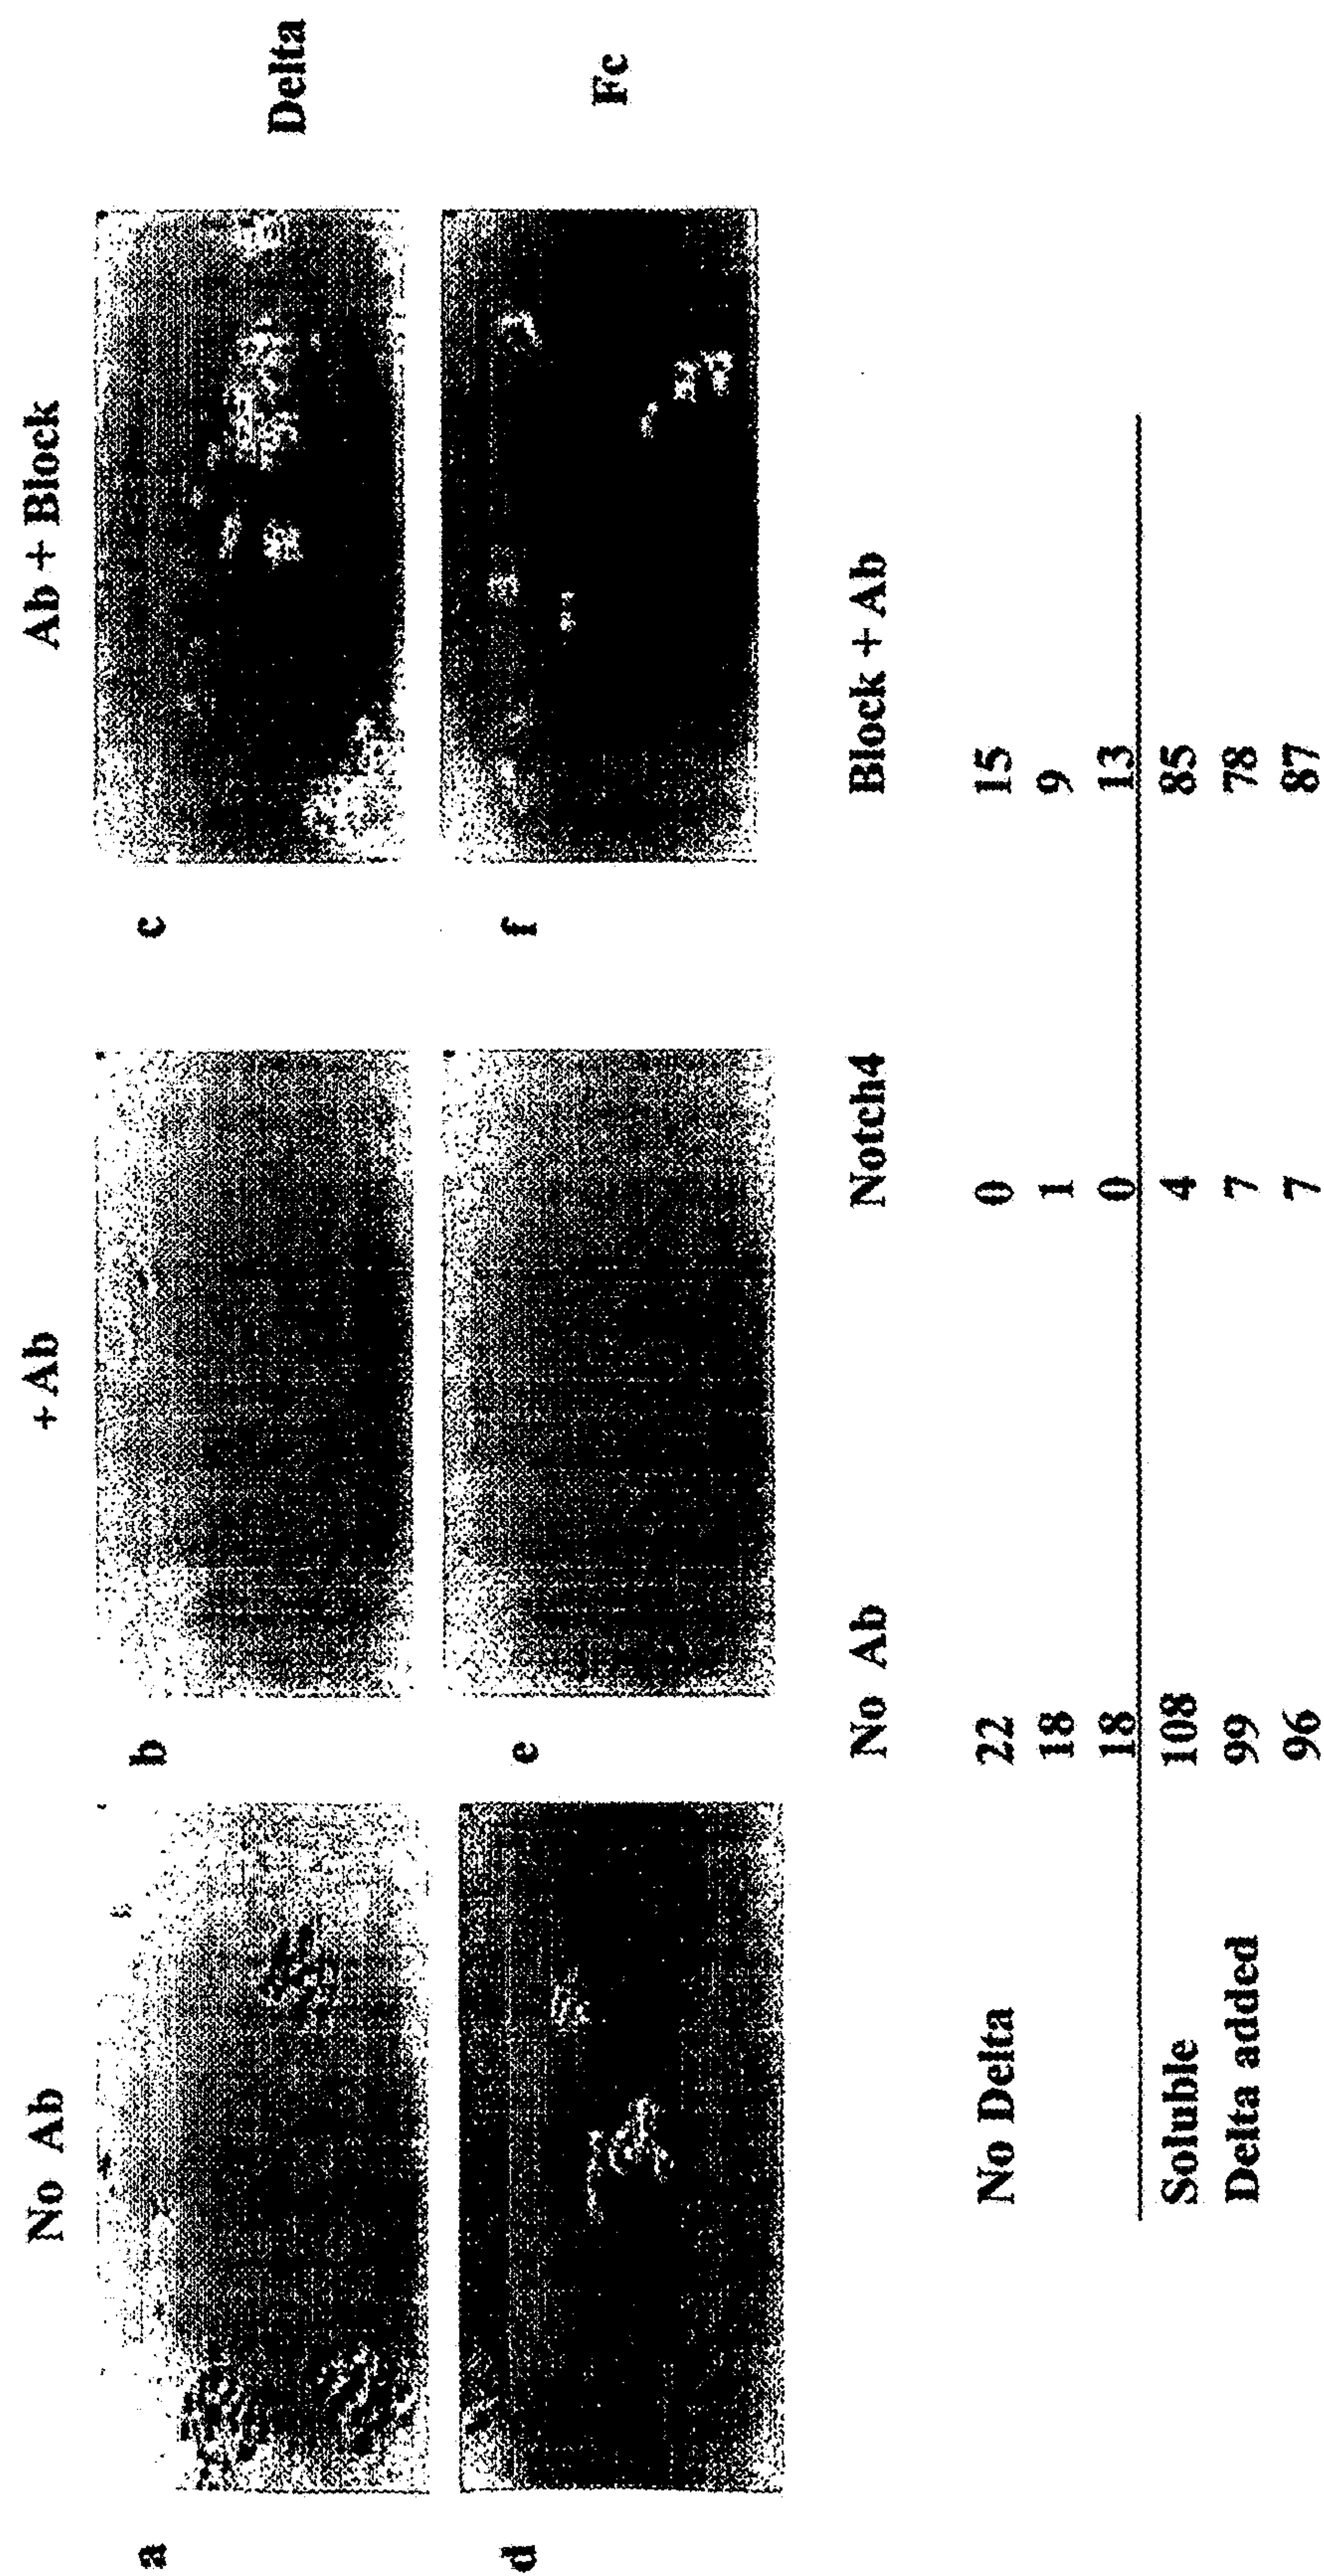 No Ab + Ab Ab + Block
a b c Delta
d e f Fc
No Ab Notch4 Block + Ab
No Delta 22 0 15
18 1 9
18 0 13
Soluble 108 4 85
Delta added 99 7 78
96 7 87